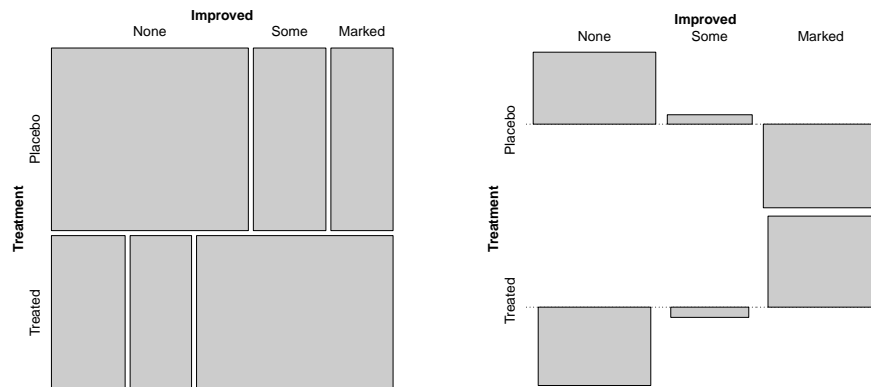 Improved
None Some Marked
Treatment
Placebo
Treated
Improved
None Some Marked
Treatment
Placebo
Treated